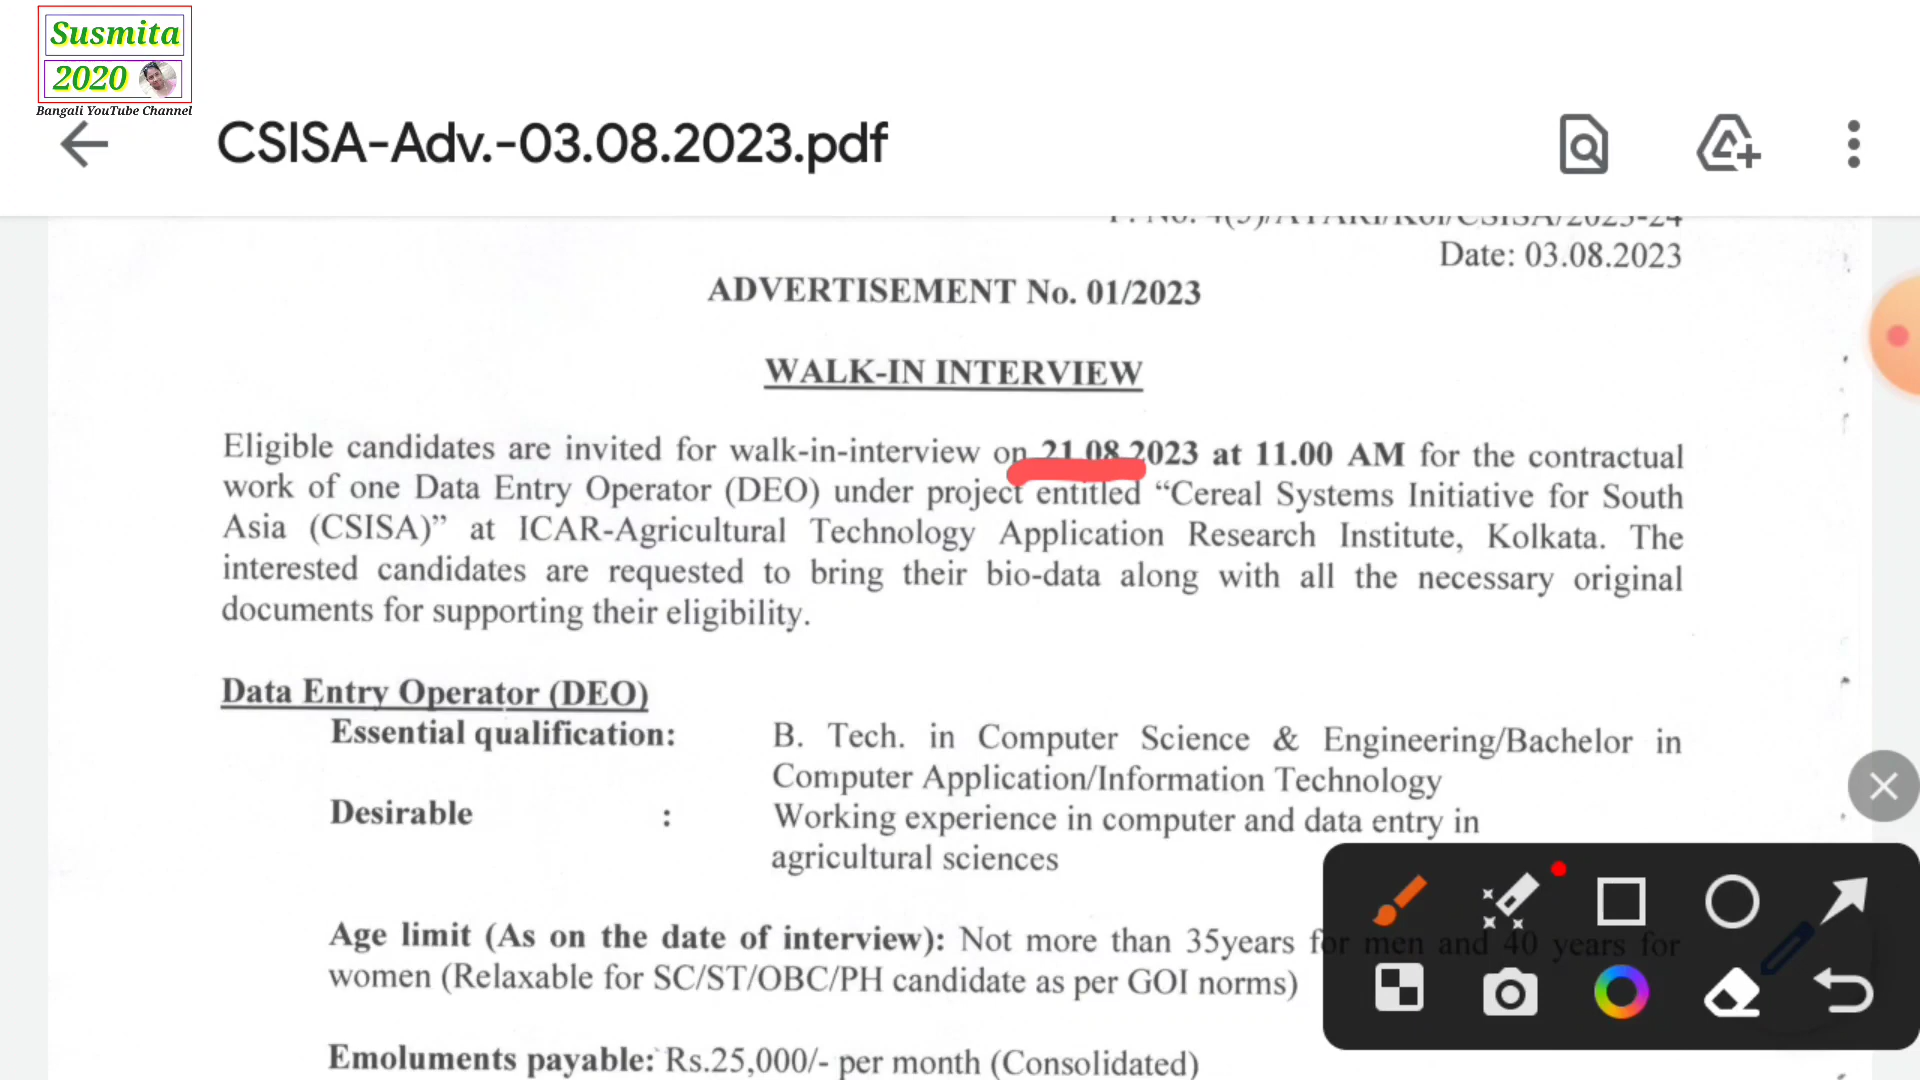 Susmita
2020
Bangali YouTube Channel
CSISA-Adv.-03.08.2023.pdf
F. No. 4(5)/ATARI/Kol/CSISA/2023-24
Date: 03.08.2023
ADVERTISEMENT No. 01/2023
WALK-IN INTERVIEW
Eligible candidates are invited for walk-in-interview on 21.08.2023 at 11.00 AM for the contractual
work of one Data Entry Operator (DEO) under project entitled “Cereal Systems Initiative for South
Asia (CSISA)” at ICAR-Agricultural Technology Application Research Institute, Kolkata. The
interested candidates are requested to bring their bio-data along with all the necessary original
documents for supporting their eligibility.
Data Entry Operator (DEO)
Essential qualification: B. Tech. in Computer Science & Engineering/Bachelor in
Computer Application/Information Technology
Desirable : Working experience in computer and data entry in
agricultural sciences
Age limit (As on the date of interview): Not more than 35years for men and 40 years for
women (Relaxable for SC/ST/OBC/PH candidate as per GOI norms)
Emoluments payable: Rs.25,000/- per month (Consolidated)